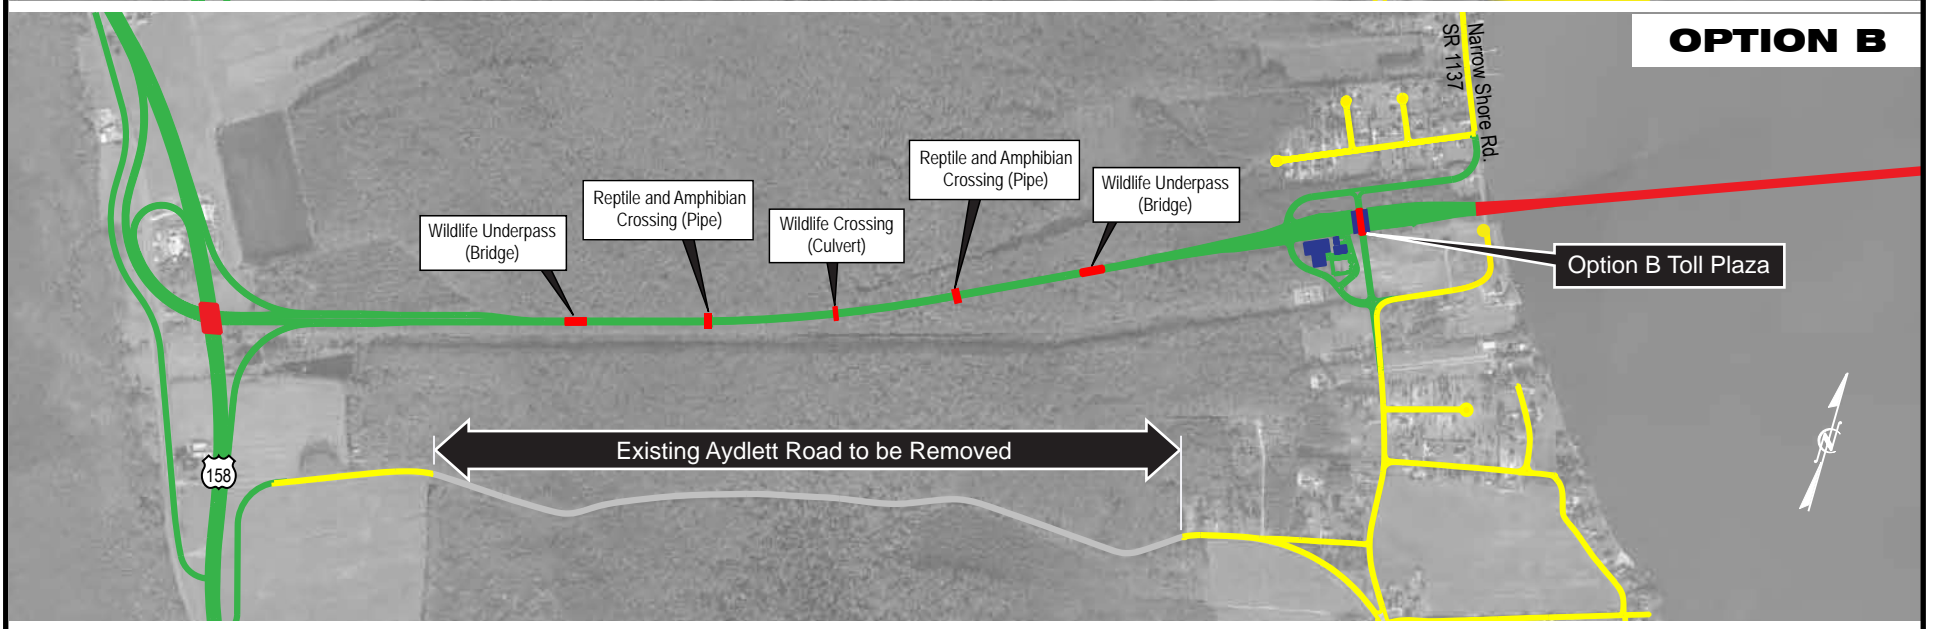 OPTION B
Narrow Shore Rd.
SR 1137
Reptile and Amphibian
Crossing (Pipe)
Wildlife Underpass
(Bridge)
Reptile and Amphibian
Crossing (Pipe)
Wildlife Crossing
(Culvert)
Wildlife Underpass
(Bridge)
Option B Toll Plaza
Existing Aydlett Road to be Removed
158
N